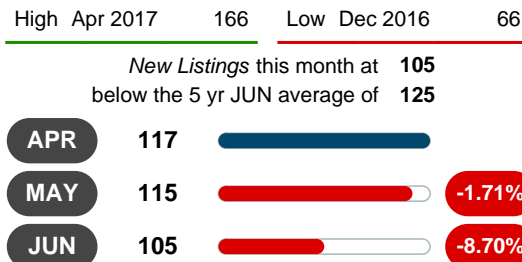 High Apr 2017 166 Low Dec 2016 66
New Listings this month at 105
below the 5 yr JUN average of 125
APR 117
MAY 115 -1.71%
JUN 105 -8.70%